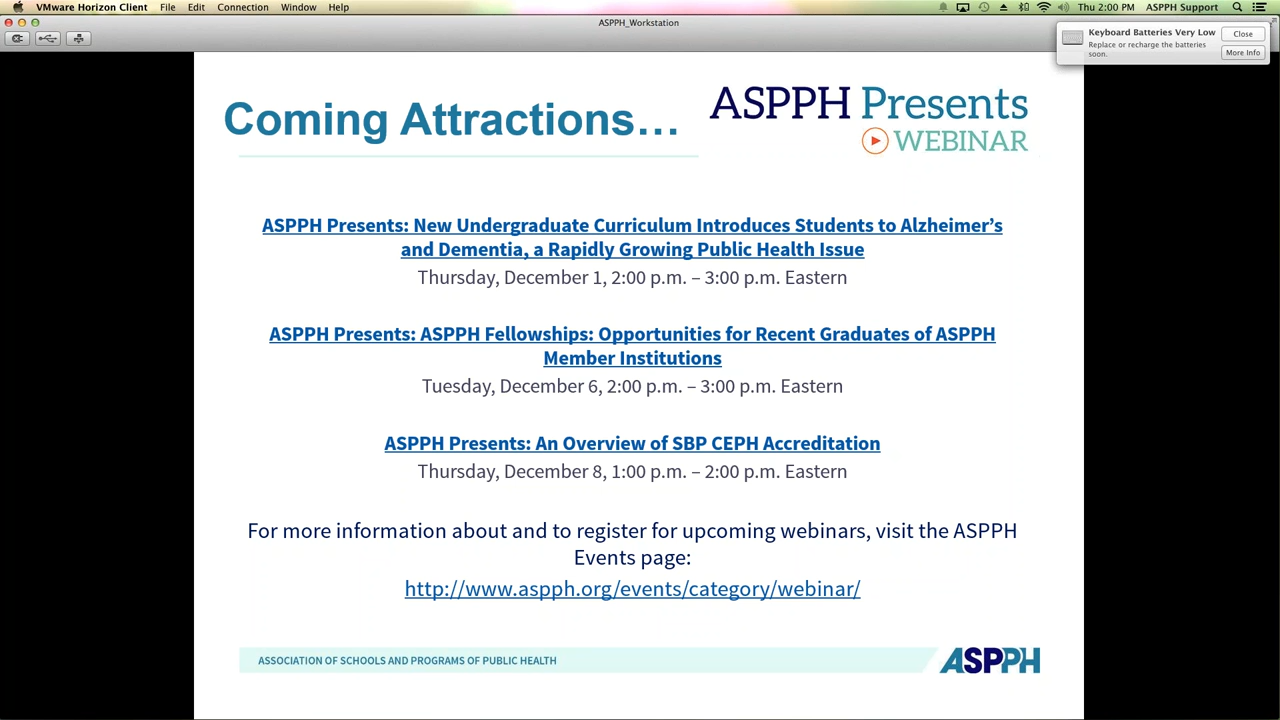 VMware Horizon Client File Edit Connection Window Help Thu 2:00 PM ASPPH Support
ASPPH_Workstation
Keyboard Batteries Very Low
Replace or recharge the batteries
soon.
Close
More Info
Coming Attractions…
ASPPH Presents
WEBINAR
ASPPH Presents: New Undergraduate Curriculum Introduces Students to Alzheimer’s
and Dementia, a Rapidly Growing Public Health Issue
Thursday, December 1, 2:00 p.m. – 3:00 p.m. Eastern
ASPPH Presents: ASPPH Fellowships: Opportunities for Recent Graduates of ASPPH
Member Institutions
Tuesday, December 6, 2:00 p.m. – 3:00 p.m. Eastern
ASPPH Presents: An Overview of SBP CEPH Accreditation
Thursday, December 8, 1:00 p.m. – 2:00 p.m. Eastern
For more information about and to register for upcoming webinars, visit the ASPPH
Events page:
http://www.aspph.org/events/category/webinar/
ASSOCIATION OF SCHOOLS AND PROGRAMS OF PUBLIC HEALTH
ASPPH